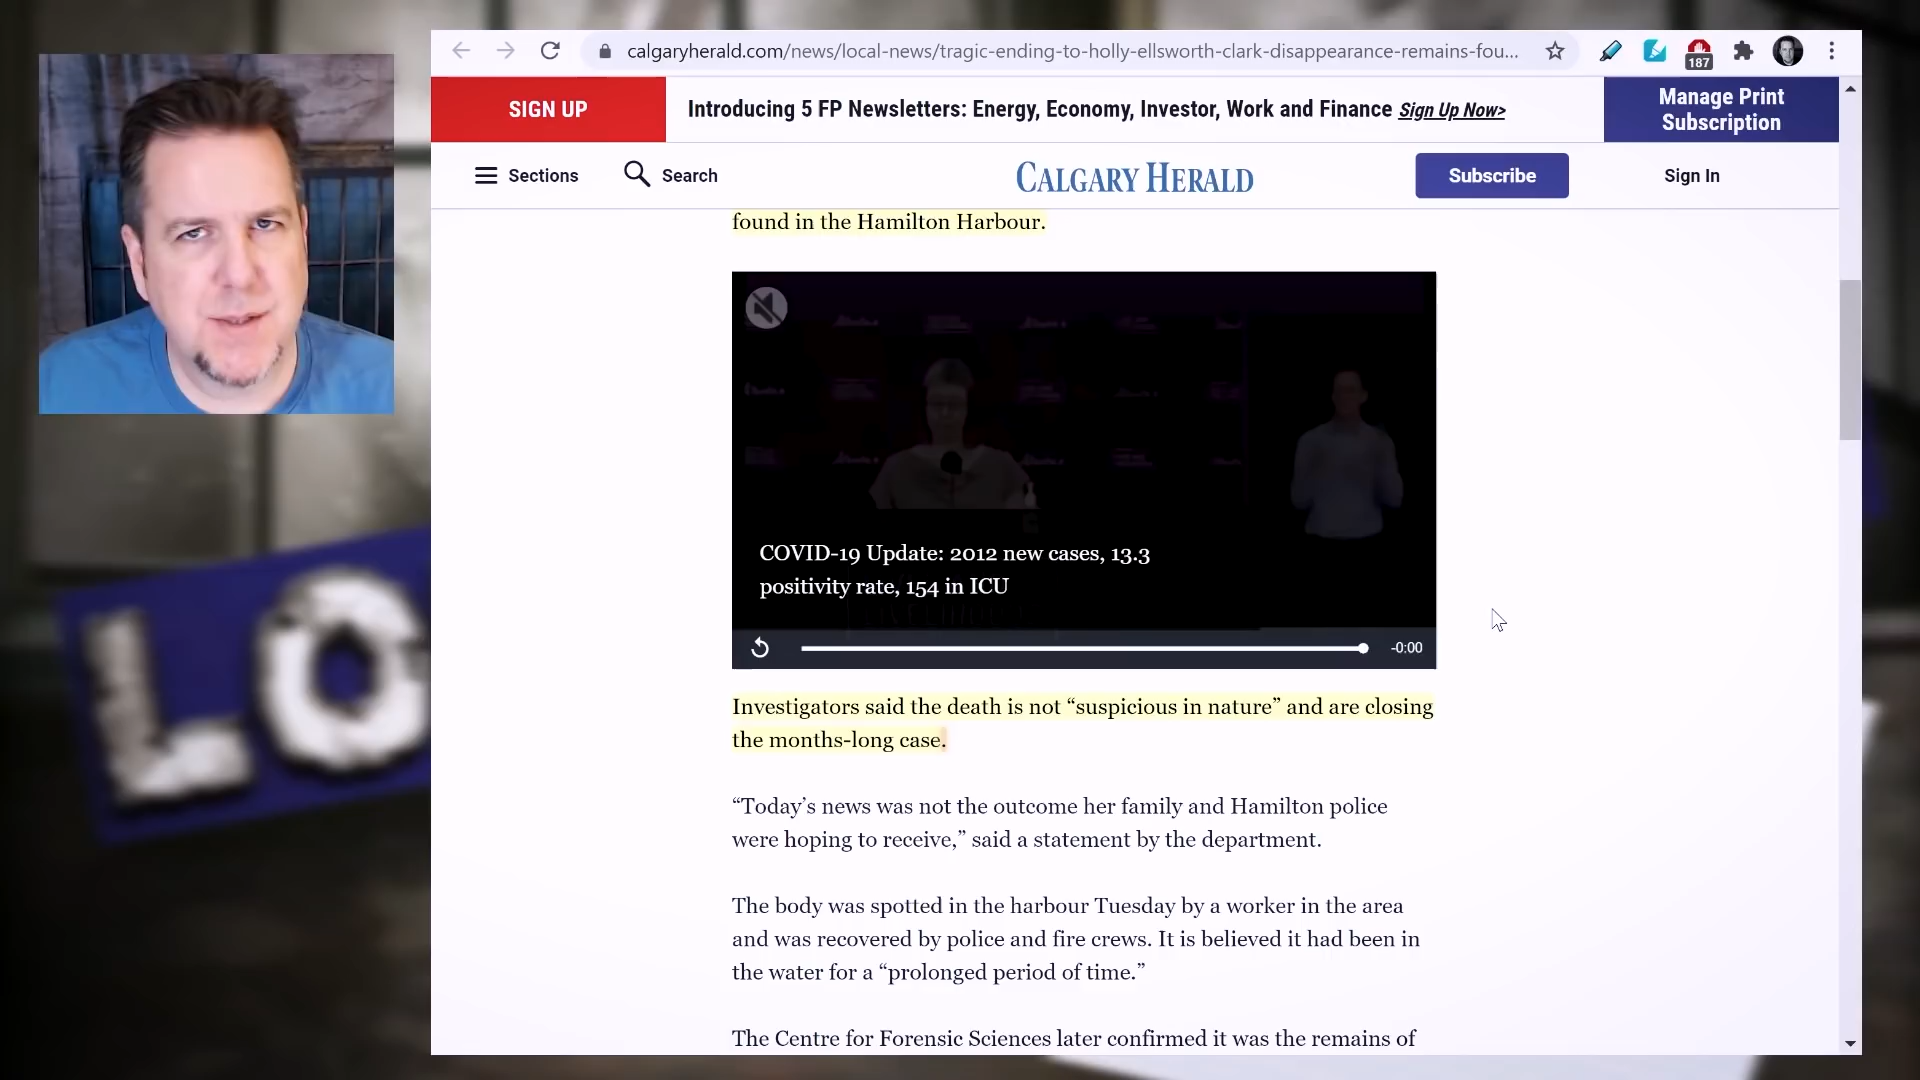 calgaryherald.com/news/local-news/tragic-ending-to-holly-ellsworth-clark-disappearance-remains-fou...
187
SIGN UP
Introducing 5 FP Newsletters: Energy, Economy, Investor, Work and Finance Sign Up Now>
Manage Print
Subscription
Sections
Search
CALGARY HERALD
Subscribe
Sign In
found in the Hamilton Harbour.
COVID-19 Update: 2012 new cases, 13.3
positivity rate, 154 in ICU
-0:00
Investigators said the death is not “suspicious in nature” and are closing
the months-long case.
“Today’s news was not the outcome her family and Hamilton police
were hoping to receive,” said a statement by the department.
The body was spotted in the harbour Tuesday by a worker in the area
and was recovered by police and fire crews. It is believed it had been in
the water for a “prolonged period of time.”
The Centre for Forensic Sciences later confirmed it was the remains of
LO